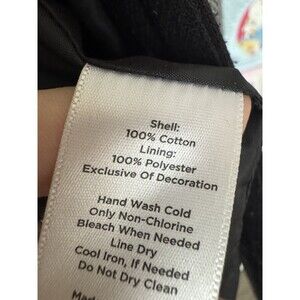 Shell:
100% Cotton
Lining:
100% Polyester
Exclusive Of Decoration
Hand Wash Cold
Only Non-Chlorine
Bleach When Needed
Line Dry
Cool Iron, If Needed
Do Not Dry Clean
Made